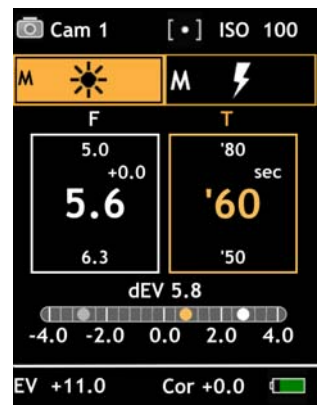 Cam 1 [•] ISO 100
M M
F T
5.0 '80
+0.0 sec
5.6 '60
6.3 '50
dEV 5.8
-4.0 -2.0 0.0 2.0 4.0
EV +11.0 Cor +0.0